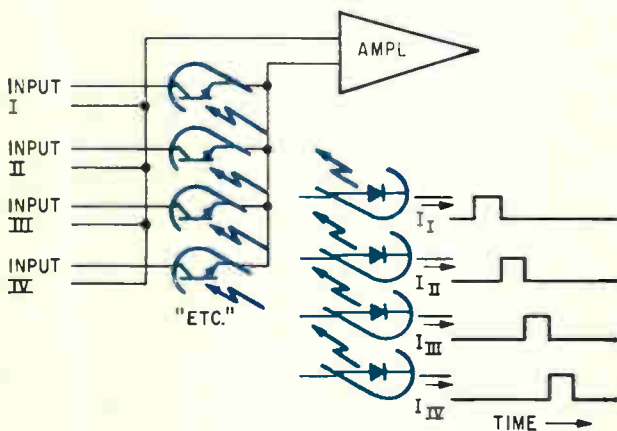 AMPL
INPUT
I
INPUT
II
INPUT
III
INPUT
IV
"ETC."
I I
I II
I III
I IV
TIME